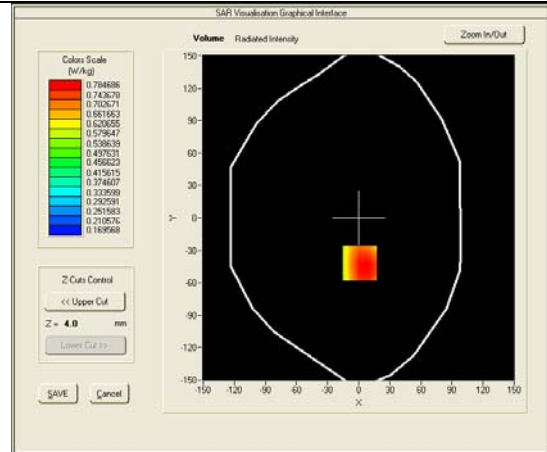 SAR Visualisation Graphical Interface
Volume Radiated Intensity
Zoom In/Out
Colors Scale
(W/kg)
0.784686
0.743678
0.702671
0.661663
0.620655
0.579647
0.538639
0.497631
0.456623
0.415615
0.374607
0.333599
0.292591
0.251583
0.210576
0.169568
Z Cuts Control
<< Upper Cut
Z = 4.0 mm
Lower Cut >>
SAVE
Cancel
150
120
90
60
30
0
-30
-60
-90
-120
-150
Y
-150 -120 -90 -60 -30 0 30 60 90 120 150
X